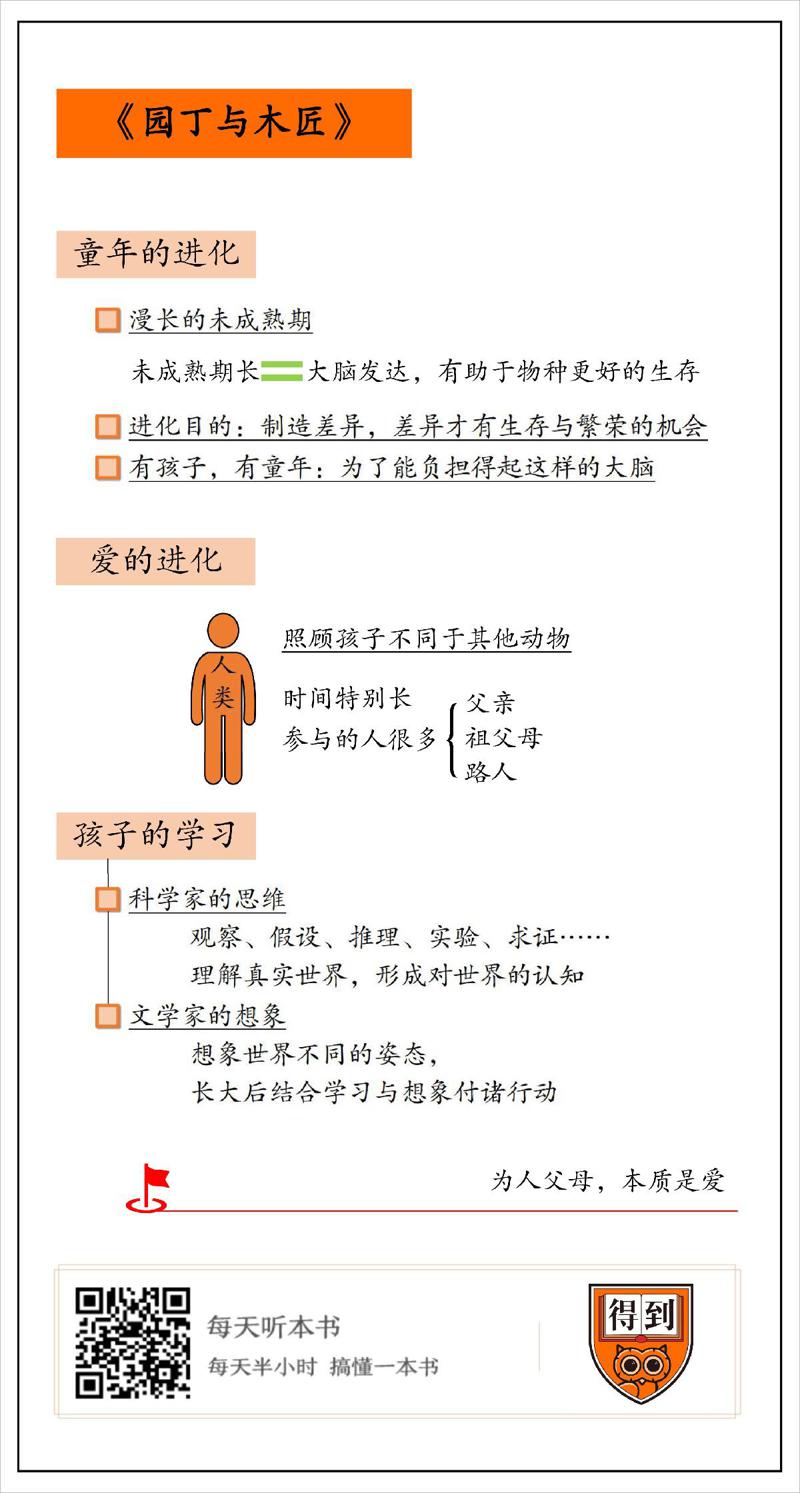 《园丁与木匠》
童年的进化
漫长的未成熟期
未成熟期长=大脑发达，有助于物种更好的生存
进化目的：制造差异，差异才有生存与繁荣的机会
有孩子，有童年：为了能负担得起这样的大脑
爱的进化
人类
照顾孩子不同于其他动物
时间特别长
参与的人很多
父亲
祖父母
路人
孩子的学习
科学家的思维
观察、假设、推理、实验、求证……
理解真实世界，形成对世界的认知
文学家的想象
想象世界不同的姿态，
长大后结合学习与想象付诸行动
为人父母，本质是爱
每天听本书
每天半小时 搞懂一本书
得到